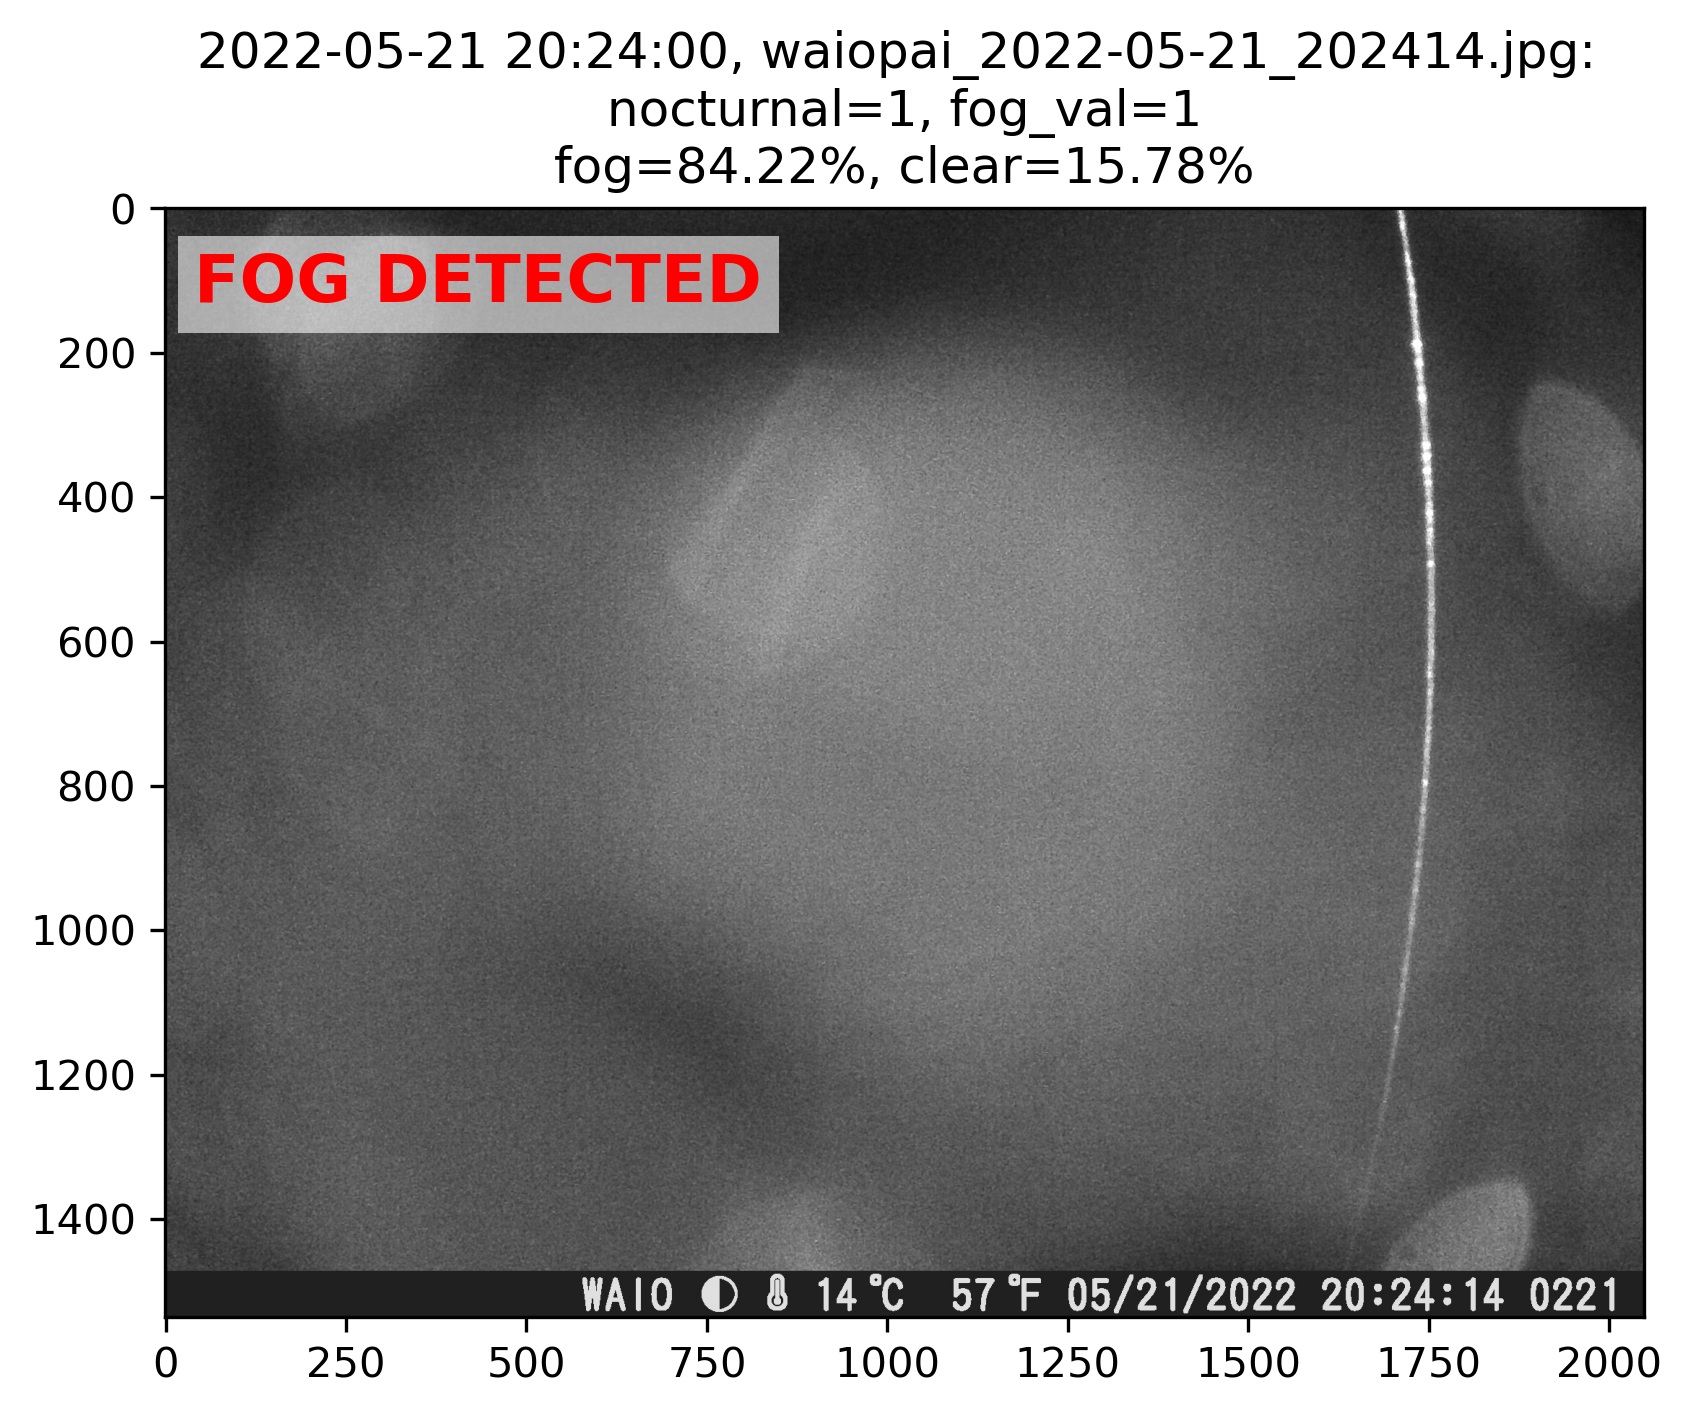 2022-05-21 20:24:00, waiopai_2022-05-21_202414.jpg:
nocturnal=1, fog_val=1
fog=84.22%, clear=15.78%
FOG DETECTED
0
200
400
600
800
1000
1200
1400
WAIO 14°C 57°F 05/21/2022 20:24:14 0221
0 250 500 750 1000 1250 1500 1750 2000